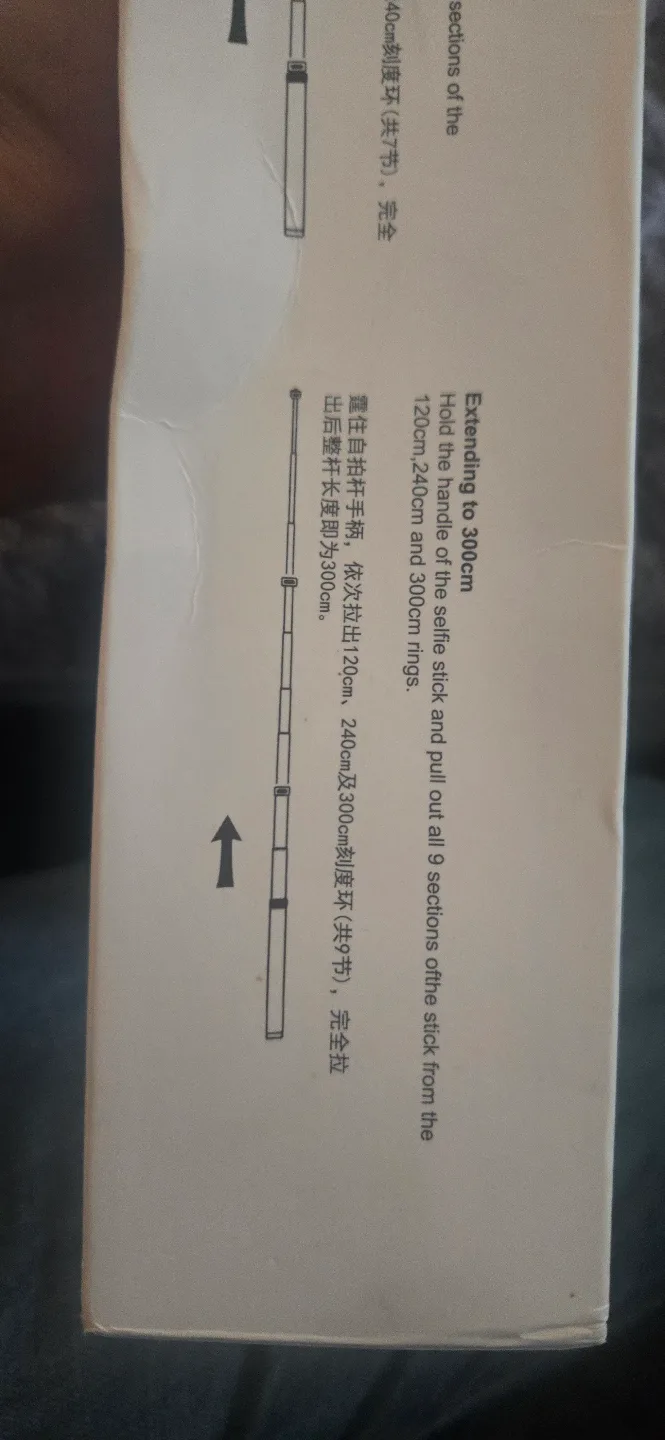 sections of the
40cm刻度环(共7节)，完全
Extending to 300cm
Hold the handle of the selfie stick and pull out all 9 sections ofthe stick from the
120cm,240cm and 300cm rings.
霆住自拍杆手柄，依次拉出120cm、240cm及300cm刻度环(共9节)，完全拉
出后整杆长度即为300cm。